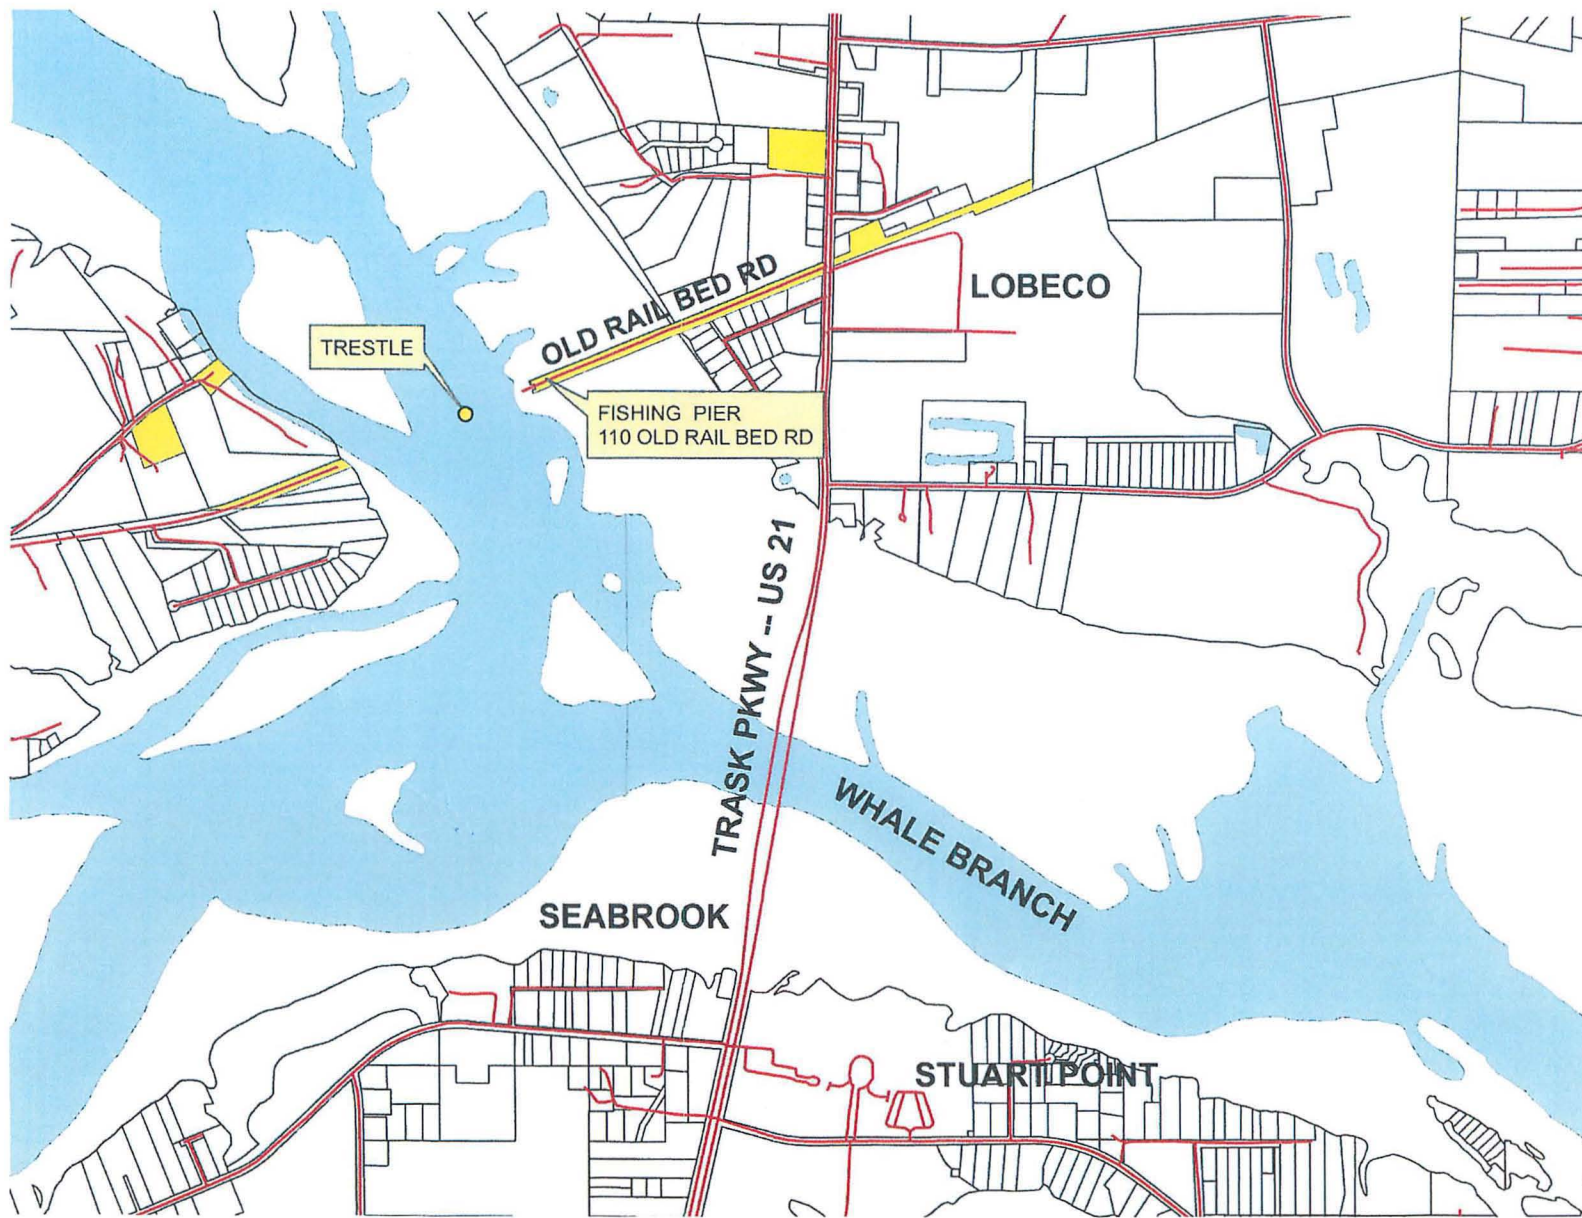 OLD RAIL BED RD
LOBECO
TRESTLE
FISHING PIER
110 OLD RAIL BED RD
TRASK PKWY -- US 21
WHALE BRANCH
SEABROOK
STUART POINT